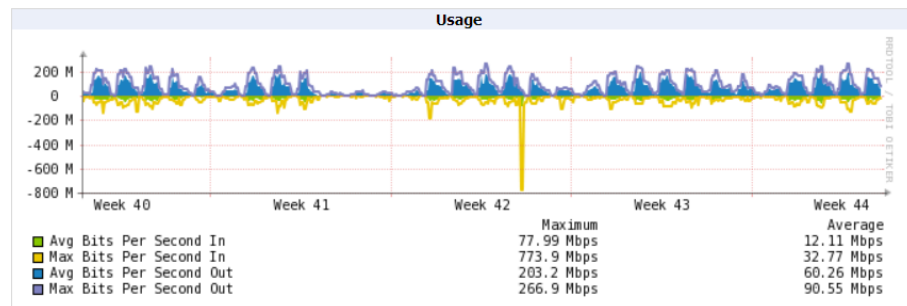 Usage
RRDTOOL / TOBI OETIKER
200 M
0
-200 M
-400 M
-600 M
-800 M
Week 40 Week 41 Week 42 Week 43 Week 44
Maximum Average
Avg Bits Per Second In 77.99 Mbps 12.11 Mbps
Max Bits Per Second In 773.9 Mbps 32.77 Mbps
Avg Bits Per Second Out 203.2 Mbps 60.26 Mbps
Max Bits Per Second Out 266.9 Mbps 90.55 Mbps